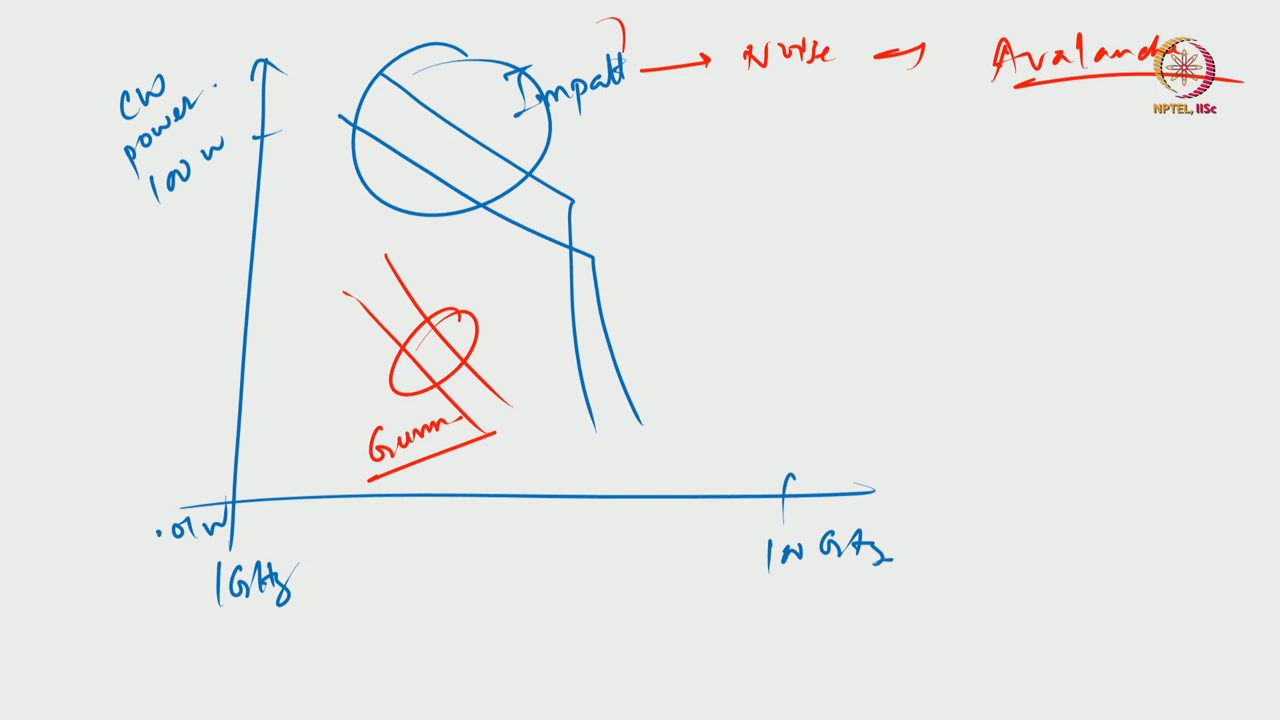 CW
power.
100 W
Impatt → Noise ← Avalanche
NPTEL, IISc
Gunn
.01 W
1 GHz
100 GHz